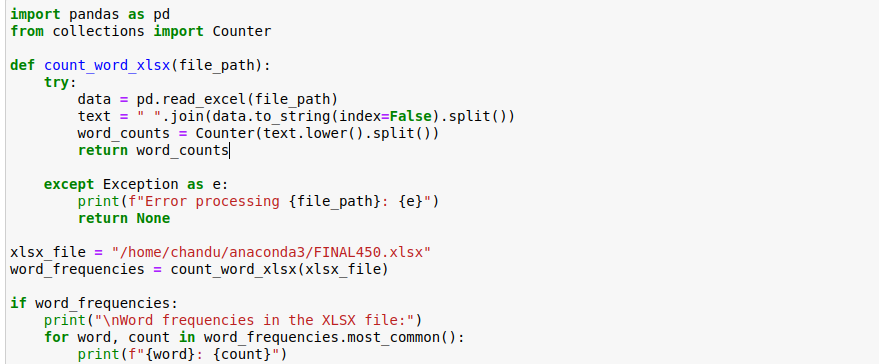 import pandas as pd
from collections import Counter
def count_word_xlsx(file_path):
    try:
        data = pd.read_excel(file_path)
        text = " ".join(data.to_string(index=False).split())
        word_counts = Counter(text.lower().split())
        return word_counts
    except Exception as e:
        print(f"Error processing {file_path}: {e}")
        return None
xlsx_file = "/home/chandu/anaconda3/FINAL450.xlsx"
word_frequencies = count_word_xlsx(xlsx_file)
if word_frequencies:
    print("\nWord frequencies in the XLSX file:")
    for word, count in word_frequencies.most_common():
        print(f"{word}: {count}")